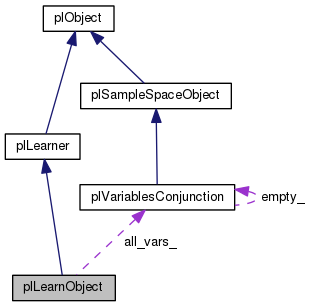 plObject
plSampleSpaceObject
plLearner
plVariablesConjunction
empty_
all_vars_
plLearnObject